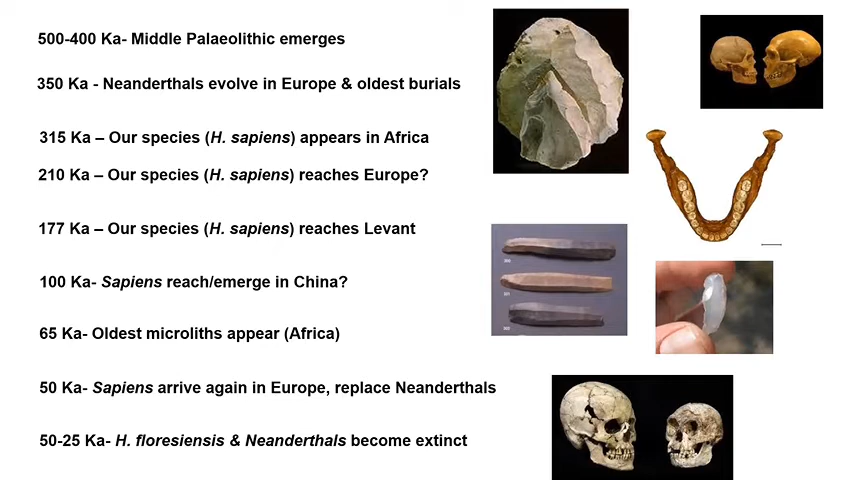 500-400 Ka- Middle Palaeolithic emerges
350 Ka - Neanderthals evolve in Europe & oldest burials
315 Ka – Our species (H. sapiens) appears in Africa
210 Ka – Our species (H. sapiens) reaches Europe?
177 Ka – Our species (H. sapiens) reaches Levant
100 Ka- Sapiens reach/emerge in China?
65 Ka- Oldest microliths appear (Africa)
50 Ka- Sapiens arrive again in Europe, replace Neanderthals
50-25 Ka- H. floresiensis & Neanderthals become extinct